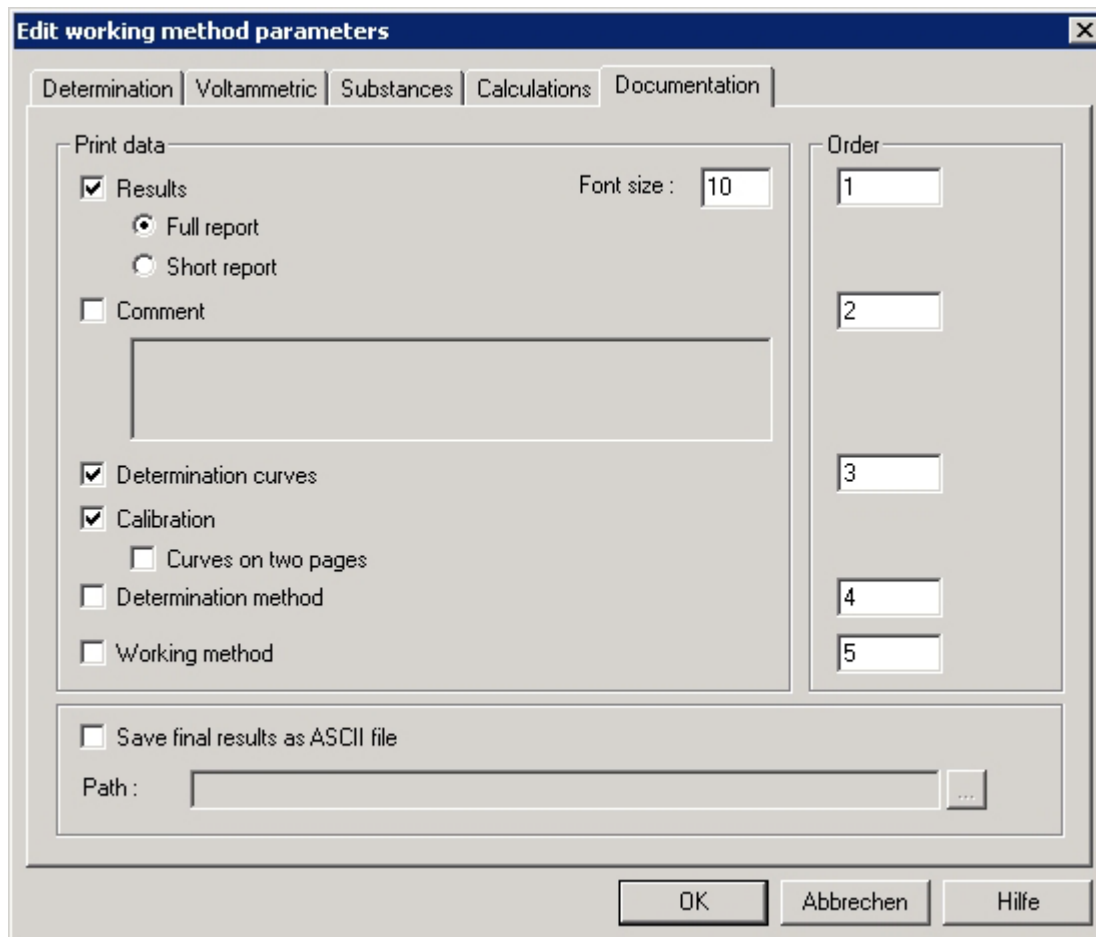 Edit working method parameters
Determination Voltammetric Substances Calculations Documentation
Print data Order
Results Font size : 10 1
Full report
Short report
Comment 2
Determination curves 3
Calibration
Curves on two pages
Determination method 4
Working method 5
Save final results as ASCII file
Path : ...
OK Abbrechen Hilfe